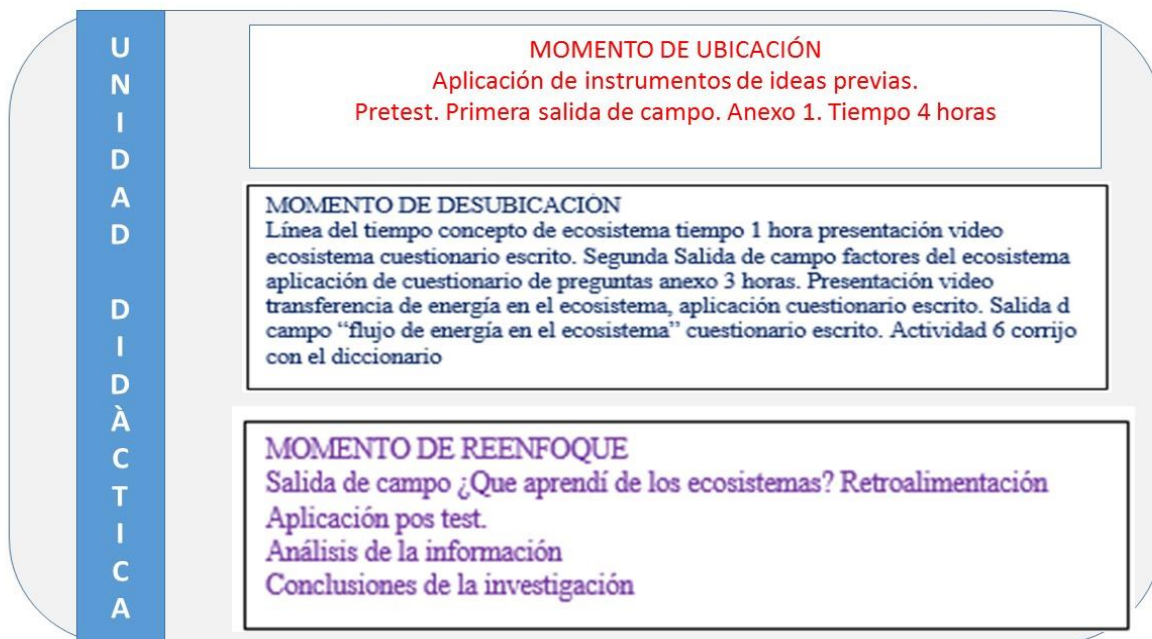 UNIDAD DIDÀCTICA
MOMENTO DE UBICACIÓN
Aplicación de instrumentos de ideas previas.
Pretest. Primera salida de campo. Anexo 1. Tiempo 4 horas
MOMENTO DE DESUBICACIÓN
Línea del tiempo concepto de ecosistema tiempo 1 hora presentación video
ecosistema cuestionario escrito. Segunda Salida de campo factores del ecosistema
aplicación de cuestionario de preguntas anexo 3 horas. Presentación video
transferencia de energía en el ecosistema, aplicación cuestionario escrito. Salida d
campo “flujo de energía en el ecosistema” cuestionario escrito. Actividad 6 corrijo
con el diccionario
MOMENTO DE REENFOQUE
Salida de campo ¿Que aprendí de los ecosistemas? Retroalimentación
Aplicación pos test.
Análisis de la información
Conclusiones de la investigación